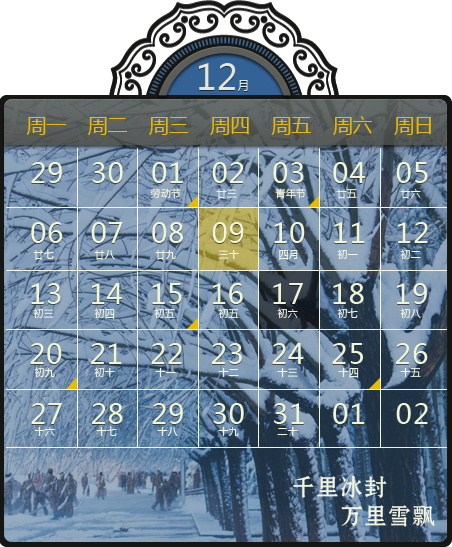 12月
周一 周二 周三 周四 周五 周六 周日
29 30 01 02 03 04 05
劳动节 廿三 青年节 廿五 廿六
06 07 08 09 10 11 12
廿七 廿八 廿九 三十 四月 初一 初二
13 14 15 16 17 18 19
初三 初四 初五 初五 初六 初七 初八
20 21 22 23 24 25 26
初九 初十 十一 十二 十三 十四 十五
27 28 29 30 31 01 02
十六 十七 十八 十九 二十
千里冰封
万里雪飘